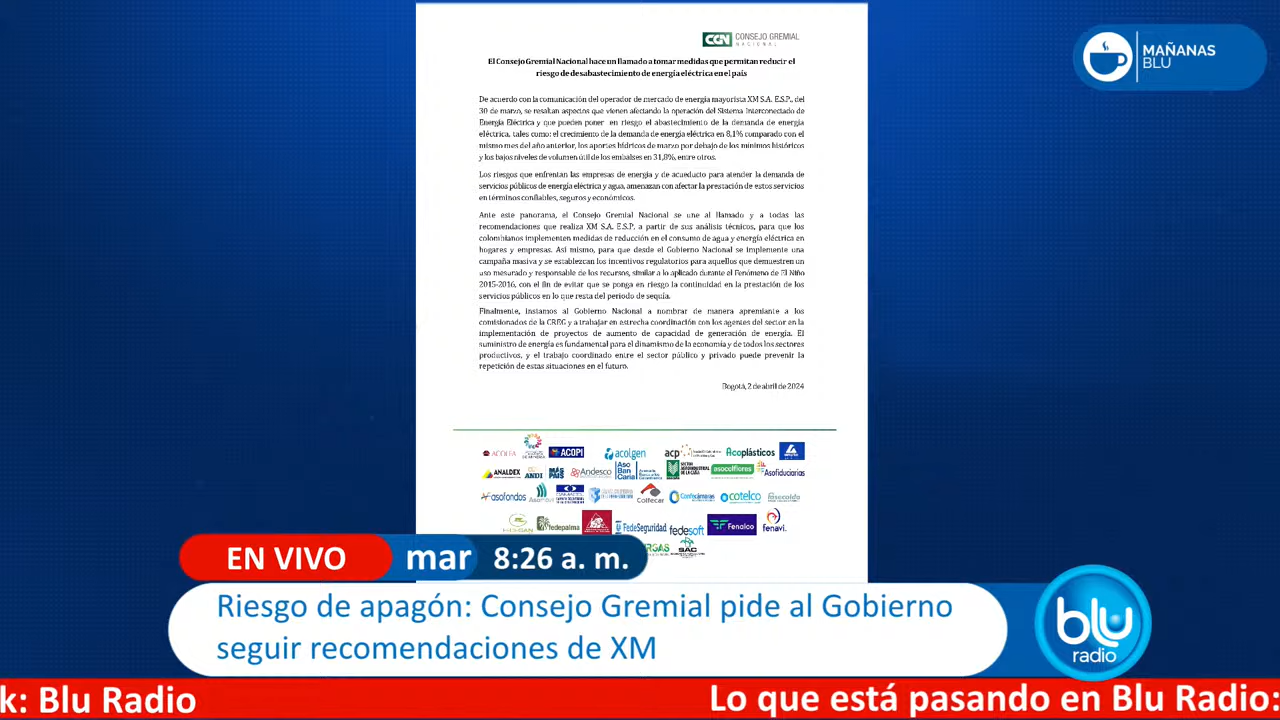 CGN CONSEJO GREMIAL
NACIONAL
MAÑANAS
BLU
El Consejo Gremial Nacional hace un llamado a tomar medidas que permitan reducir el
riesgo de desabastecimiento de energía eléctrica en el país
De acuerdo con la comunicación del operador de mercado de energía mayorista XM S.A. E.S.P., del
30 de marzo, se resaltan aspectos que vienen afectando la operación del Sistema Interconectado de
Energía Eléctrica y que pueden poner en riesgo el abastecimiento de la demanda de energía
eléctrica, tales como: el crecimiento de la demanda de energía eléctrica en 8,1% comparado con el
mismo mes del año anterior, los aportes hídricos de marzo por debajo de los mínimos históricos
y los bajos niveles de volumen útil de los embalses en 31,8%, entre otros.
Los riesgos que enfrentan las empresas de energía y de acueducto para atender la demanda de
servicios públicos de energía eléctrica y agua, amenazan con afectar la prestación de estos servicios
en términos confiables, seguros y económicos.
Ante este panorama, el Consejo Gremial Nacional se une al llamado y a todas las
recomendaciones que realiza XM S.A. E.S.P, a partir de sus análisis técnicos, para que los
colombianos implementen medidas de reducción en el consumo de agua y energía eléctrica en
hogares y empresas. Así mismo, para que desde el Gobierno Nacional se implemente una
campaña masiva y se establezcan los incentivos regulatorios para aquellos que demuestren un
uso mesurado y responsable de los recursos, similar a lo aplicado durante el Fenómeno de El Niño
2015-2016, con el fin de evitar que se ponga en riesgo la continuidad en la prestación de los
servicios públicos en lo que resta del periodo de sequía.
Finalmente, instamos al Gobierno Nacional a nombrar de manera apremiante a los
comisionados de la CREG y a trabajar en estrecha coordinación con los agentes del sector en la
implementación de proyectos de aumento de capacidad de generación de energía. El
suministro de energía es fundamental para el dinamismo de la economía y de todos los sectores
productivos, y el trabajo coordinado entre el sector público y privado puede prevenir la
repetición de estas situaciones en el futuro.
Bogotá, 2 de abril de 2024
ACOPI acolgen acp Acoplásticos
ANALDEX ANDI MÁS PAÍS Andesco Aso Ban Caria asocolflores Asofiduciarias
asofondos Colfecar Confecámaras cotelco fasecolda
fedepalma FedeSeguridad fedesoft Fenalco fenavi.
SAC
EN VIVO mar 8:26 a. m.
Riesgo de apagón: Consejo Gremial pide al Gobierno
seguir recomendaciones de XM
blu
radio
k: Blu Radio Lo que está pasando en Blu Radio: